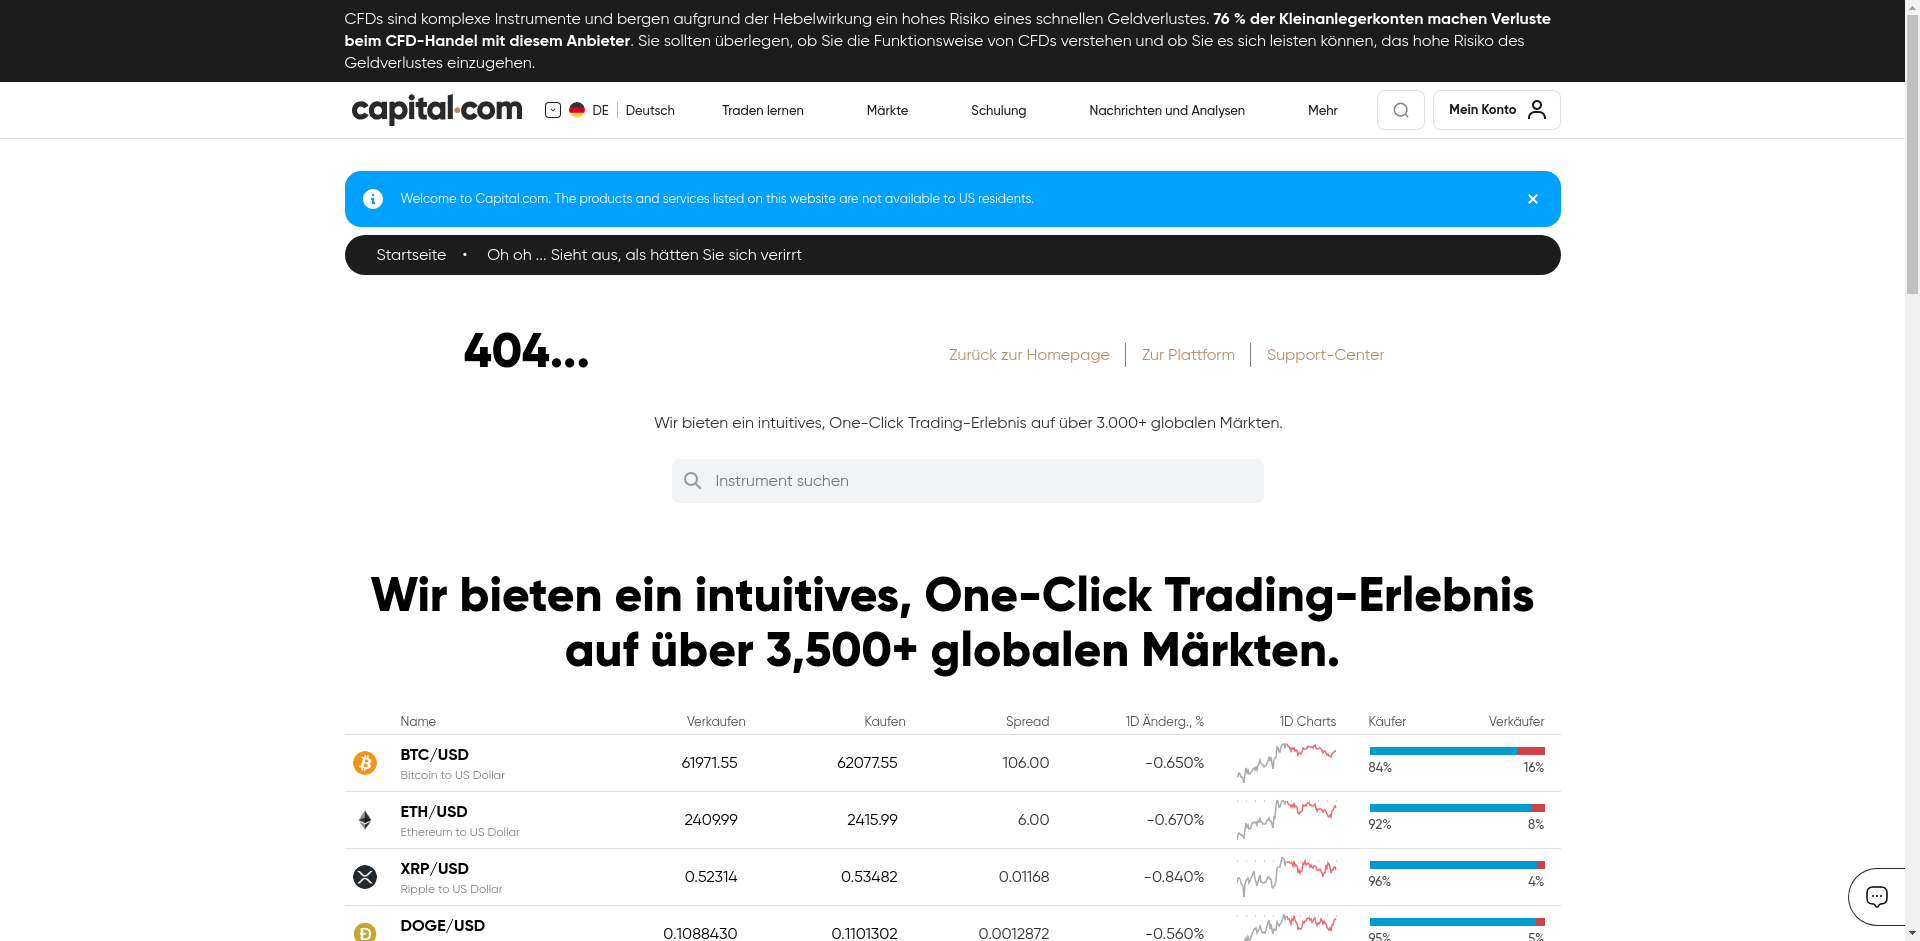 CFDs sind komplexe Instrumente und bergen aufgrund der Hebelwirkung ein hohes Risiko eines schnellen Geldverlustes. 76 % der Kleinanlegerkonten machen Verluste
beim CFD-Handel mit diesem Anbieter. Sie sollten überlegen, ob Sie die Funktionsweise von CFDs verstehen und ob Sie es sich leisten können, das hohe Risiko des
Geldverlustes einzugehen.
capital.com DE Deutsch Traden lernen Märkte Schulung Nachrichten und Analysen Mehr Mein Konto
Welcome to Capital.com. The products and services listed on this website are not available to US residents.
Startseite • Oh oh ... Sieht aus, als hätten Sie sich verirrt
404...
Zurück zur Homepage Zur Plattform Support-Center
Wir bieten ein intuitives, One-Click Trading-Erlebnis auf über 3.000+ globalen Märkten.
Instrument suchen
Wir bieten ein intuitives, One-Click Trading-Erlebnis
auf über 3,500+ globalen Märkten.
Name Verkaufen Kaufen Spread 1D Änderg., % 1D Charts Käufer Verkäufer
BTC/USD 61971.55 62077.55 106.00 -0.650%
Bitcoin to US Dollar 84% 16%
ETH/USD 2409.99 2415.99 6.00 -0.670%
Ethereum to US Dollar 92% 8%
XRP/USD 0.52314 0.53482 0.01168 -0.840%
Ripple to US Dollar 96% 4%
DOGE/USD 0.1088430 0.1101302 0.0012872 -0.560%
95% 5%